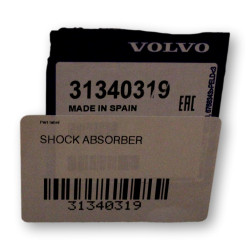 VOLVO
31340319
MADE IN SPAIN
EAC
SHOCK ABSORBER
31340319